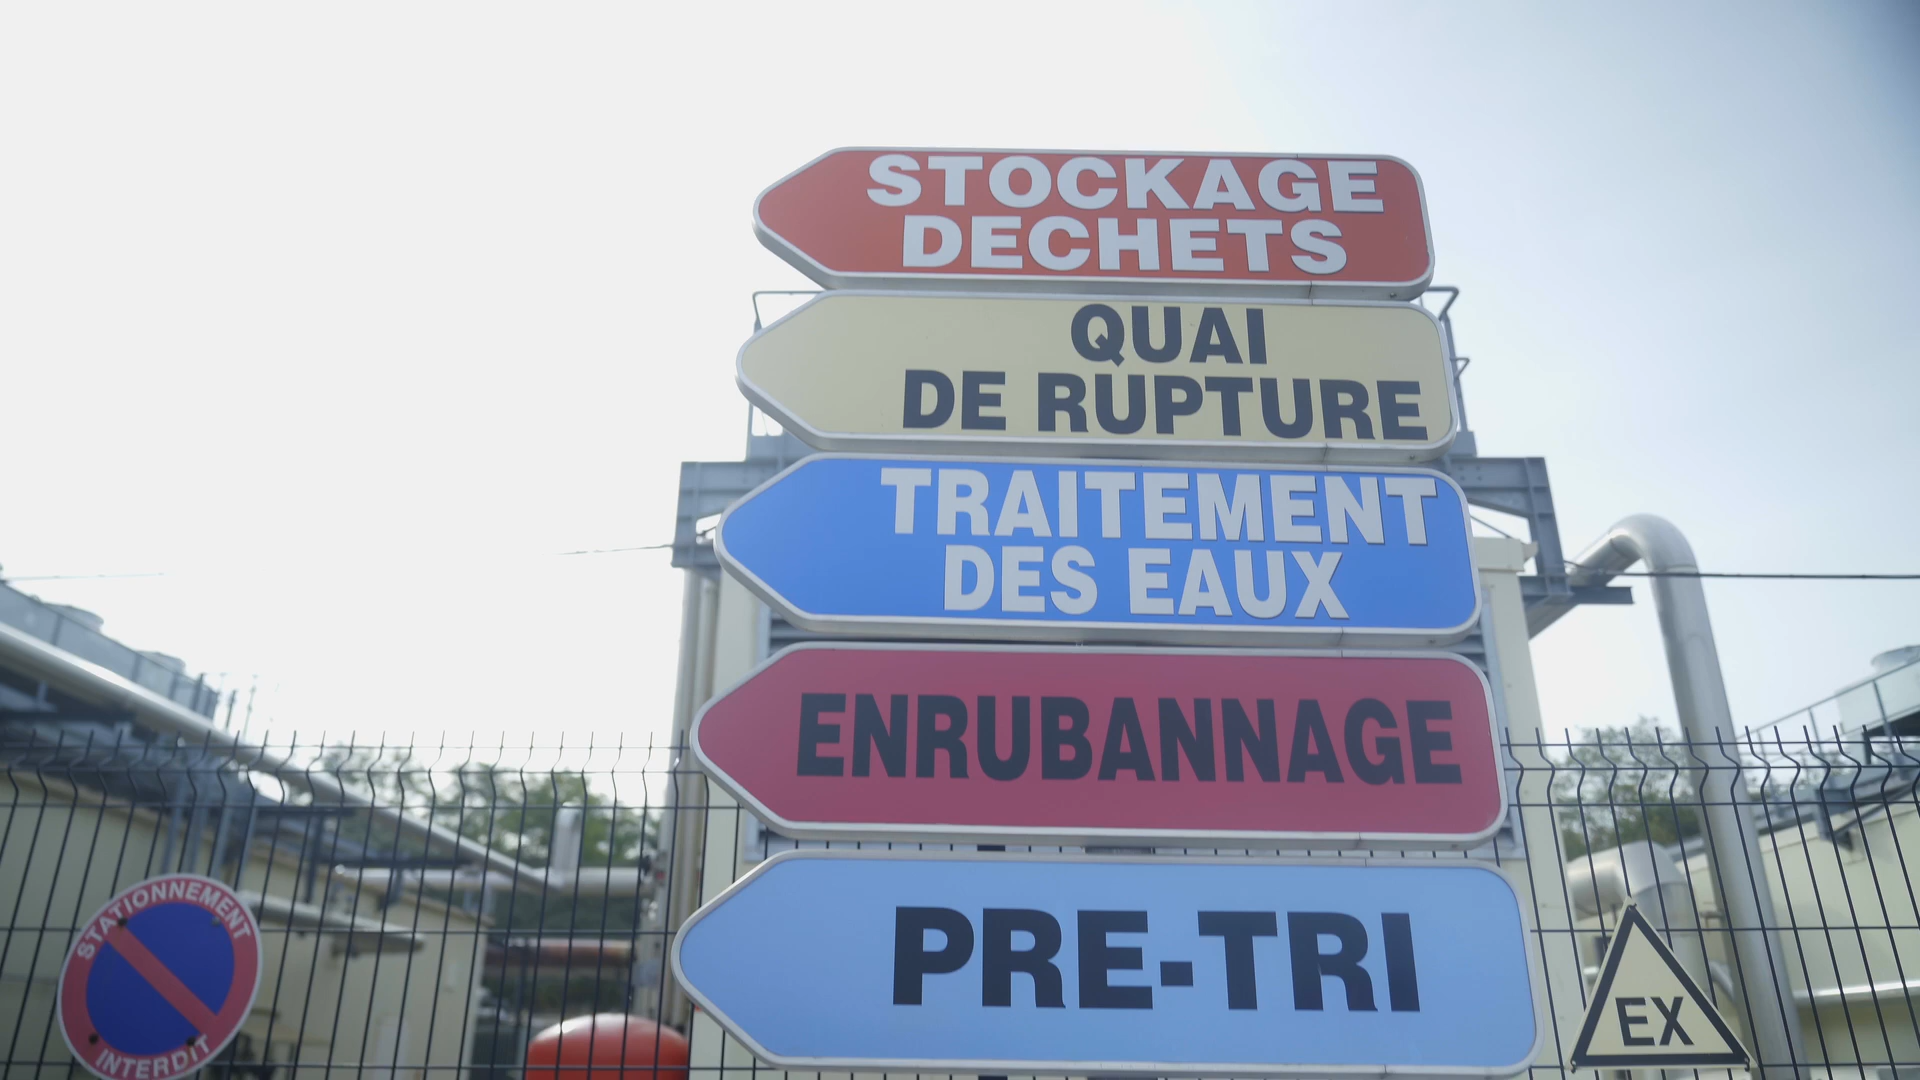 STOCKAGE
DECHETS
QUAI
DE RUPTURE
TRAITEMENT
DES EAUX
ENRUBANNAGE
PRE-TRI
STATIONNEMENT
INTERDIT
EX